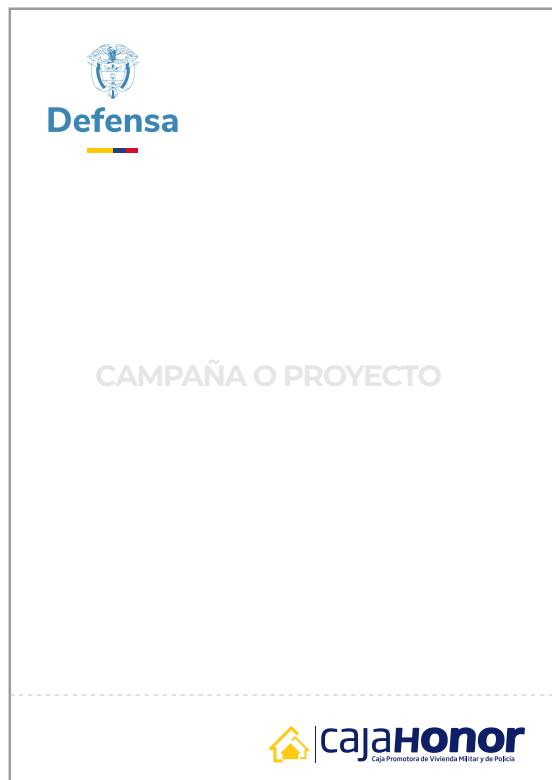 Defensa
CAMPAÑA O PROYECTO
cajaHonor
Caja Promotora de Vivienda Militar y de Policía